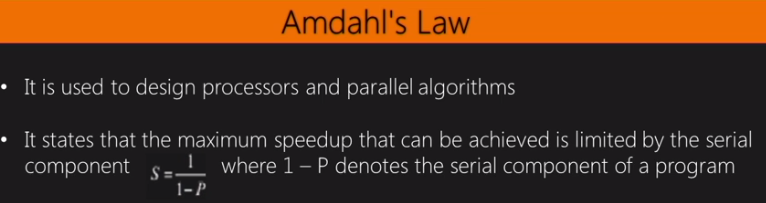 Amdahl's Law
• It is used to design processors and parallel algorithms
• It states that the maximum speedup that can be achieved is limited by the serial
component S = 1/(1-P) where 1 – P denotes the serial component of a program